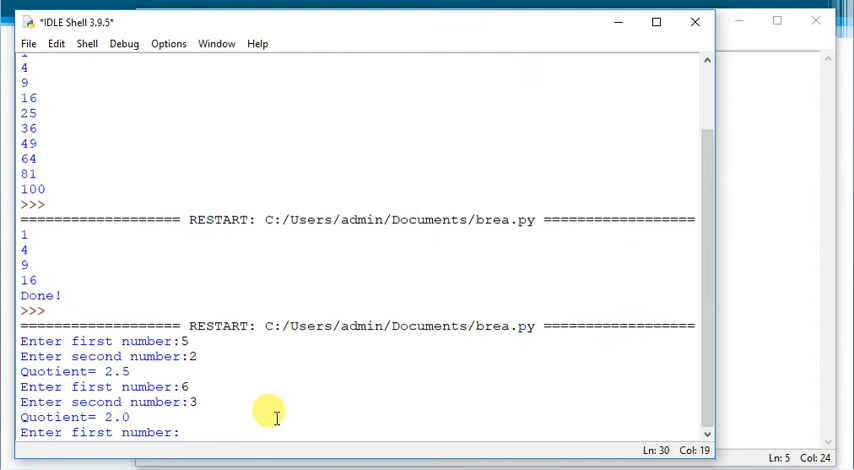 *IDLE Shell 3.9.5*
File Edit Shell Debug Options Window Help
4
9
16
25
36
49
64
81
100
>>>
=================== RESTART: C:/Users/admin/Documents/brea.py ==================
1
4
9
16
Done!
>>>
=================== RESTART: C:/Users/admin/Documents/brea.py ==================
Enter first number:5
Enter second number:2
Quotient= 2.5
Enter first number:6
Enter second number:3
Quotient= 2.0
Enter first number:
Ln: 30 Col: 19
Ln: 5 Col: 24